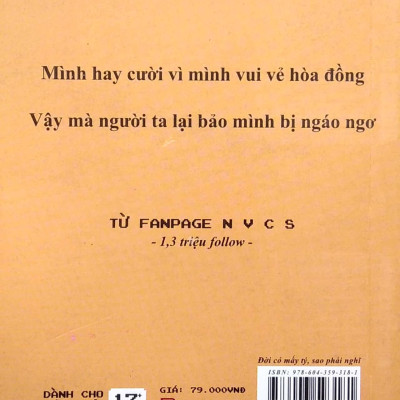 Mình hay cười vì mình vui vẻ hòa đồng
Vậy mà người ta lại bảo mình bị ngáo ngơ
TỪ FANPAGE N V C S
- 1,3 triệu follow -
Đời có mấy tý, sao phải nghĩ
ISBN: 978-604-359-318-1
DÀNH CHO
17+
GIÁ: 79.000VNĐ